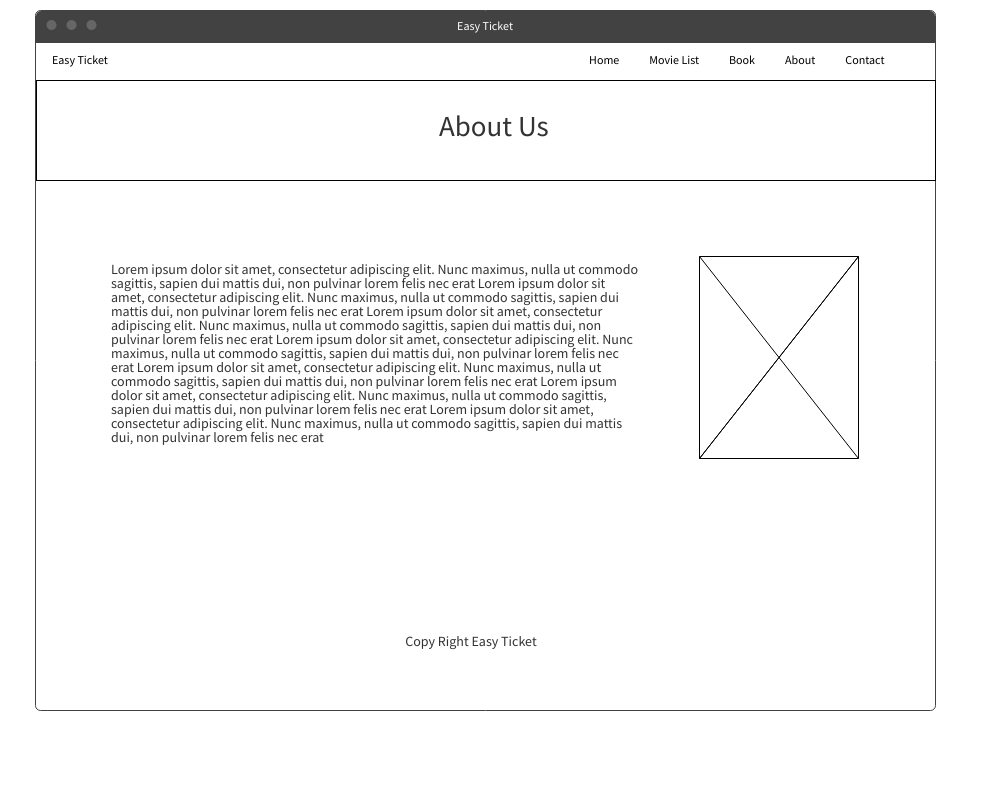 Easy Ticket
Easy Ticket Home Movie List Book About Contact
About Us
Lorem ipsum dolor sit amet, consectetur adipiscing elit. Nunc maximus, nulla ut commodo
sagittis, sapien dui mattis dui, non pulvinar lorem felis nec erat Lorem ipsum dolor sit
amet, consectetur adipiscing elit. Nunc maximus, nulla ut commodo sagittis, sapien dui
mattis dui, non pulvinar lorem felis nec erat Lorem ipsum dolor sit amet, consectetur
adipiscing elit. Nunc maximus, nulla ut commodo sagittis, sapien dui mattis dui, non
pulvinar lorem felis nec erat Lorem ipsum dolor sit amet, consectetur adipiscing elit. Nunc
maximus, nulla ut commodo sagittis, sapien dui mattis dui, non pulvinar lorem felis nec
erat Lorem ipsum dolor sit amet, consectetur adipiscing elit. Nunc maximus, nulla ut
commodo sagittis, sapien dui mattis dui, non pulvinar lorem felis nec erat Lorem ipsum
dolor sit amet, consectetur adipiscing elit. Nunc maximus, nulla ut commodo sagittis,
sapien dui mattis dui, non pulvinar lorem felis nec erat Lorem ipsum dolor sit amet,
consectetur adipiscing elit. Nunc maximus, nulla ut commodo sagittis, sapien dui mattis
dui, non pulvinar lorem felis nec erat
Copy Right Easy Ticket